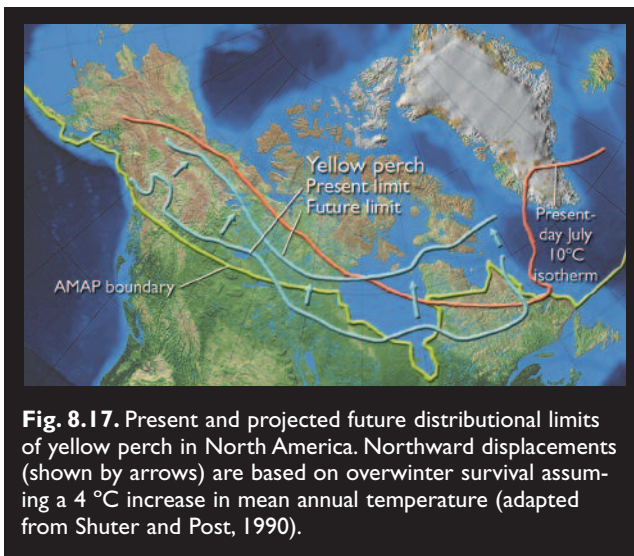 Yellow perch
Present limit
Future limit
Present-
day July
10°C
isotherm
AMAP boundary
Fig. 8.17. Present and projected future distributional limits
of yellow perch in North America. Northward displacements
(shown by arrows) are based on overwinter survival assum-
ing a 4 °C increase in mean annual temperature (adapted
from Shuter and Post, 1990).